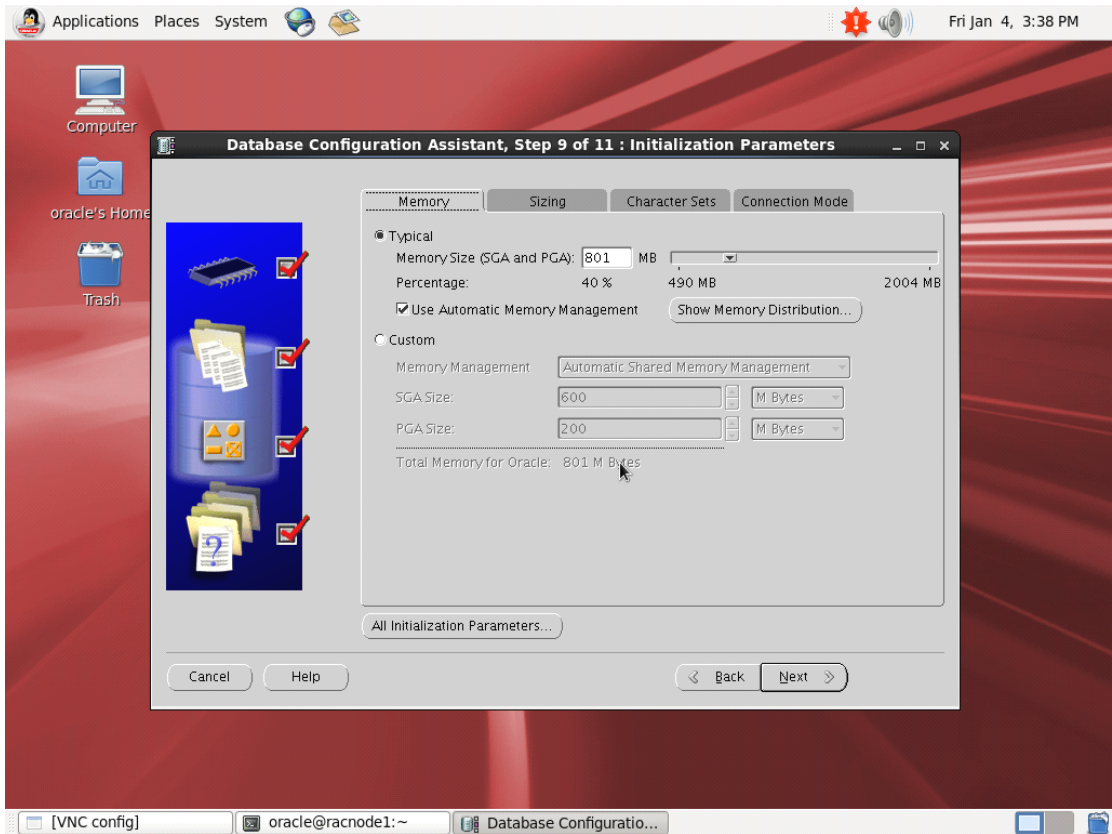 Applications Places System Fri Jan 4, 3:38 PM
Computer
oracle's Home
Trash
Database Configuration Assistant, Step 9 of 11 : Initialization Parameters
Memory Sizing Character Sets Connection Mode
Typical
Memory Size (SGA and PGA): 801 MB
Percentage: 40 % 490 MB 2004 MB
Use Automatic Memory Management Show Memory Distribution...
Custom
Memory Management Automatic Shared Memory Management
SGA Size: 600 M Bytes
PGA Size: 200 M Bytes
Total Memory for Oracle: 801 M Bytes
All Initialization Parameters...
Cancel Help Back Next
[VNC config] oracle@racnode1:~ Database Configuratio...